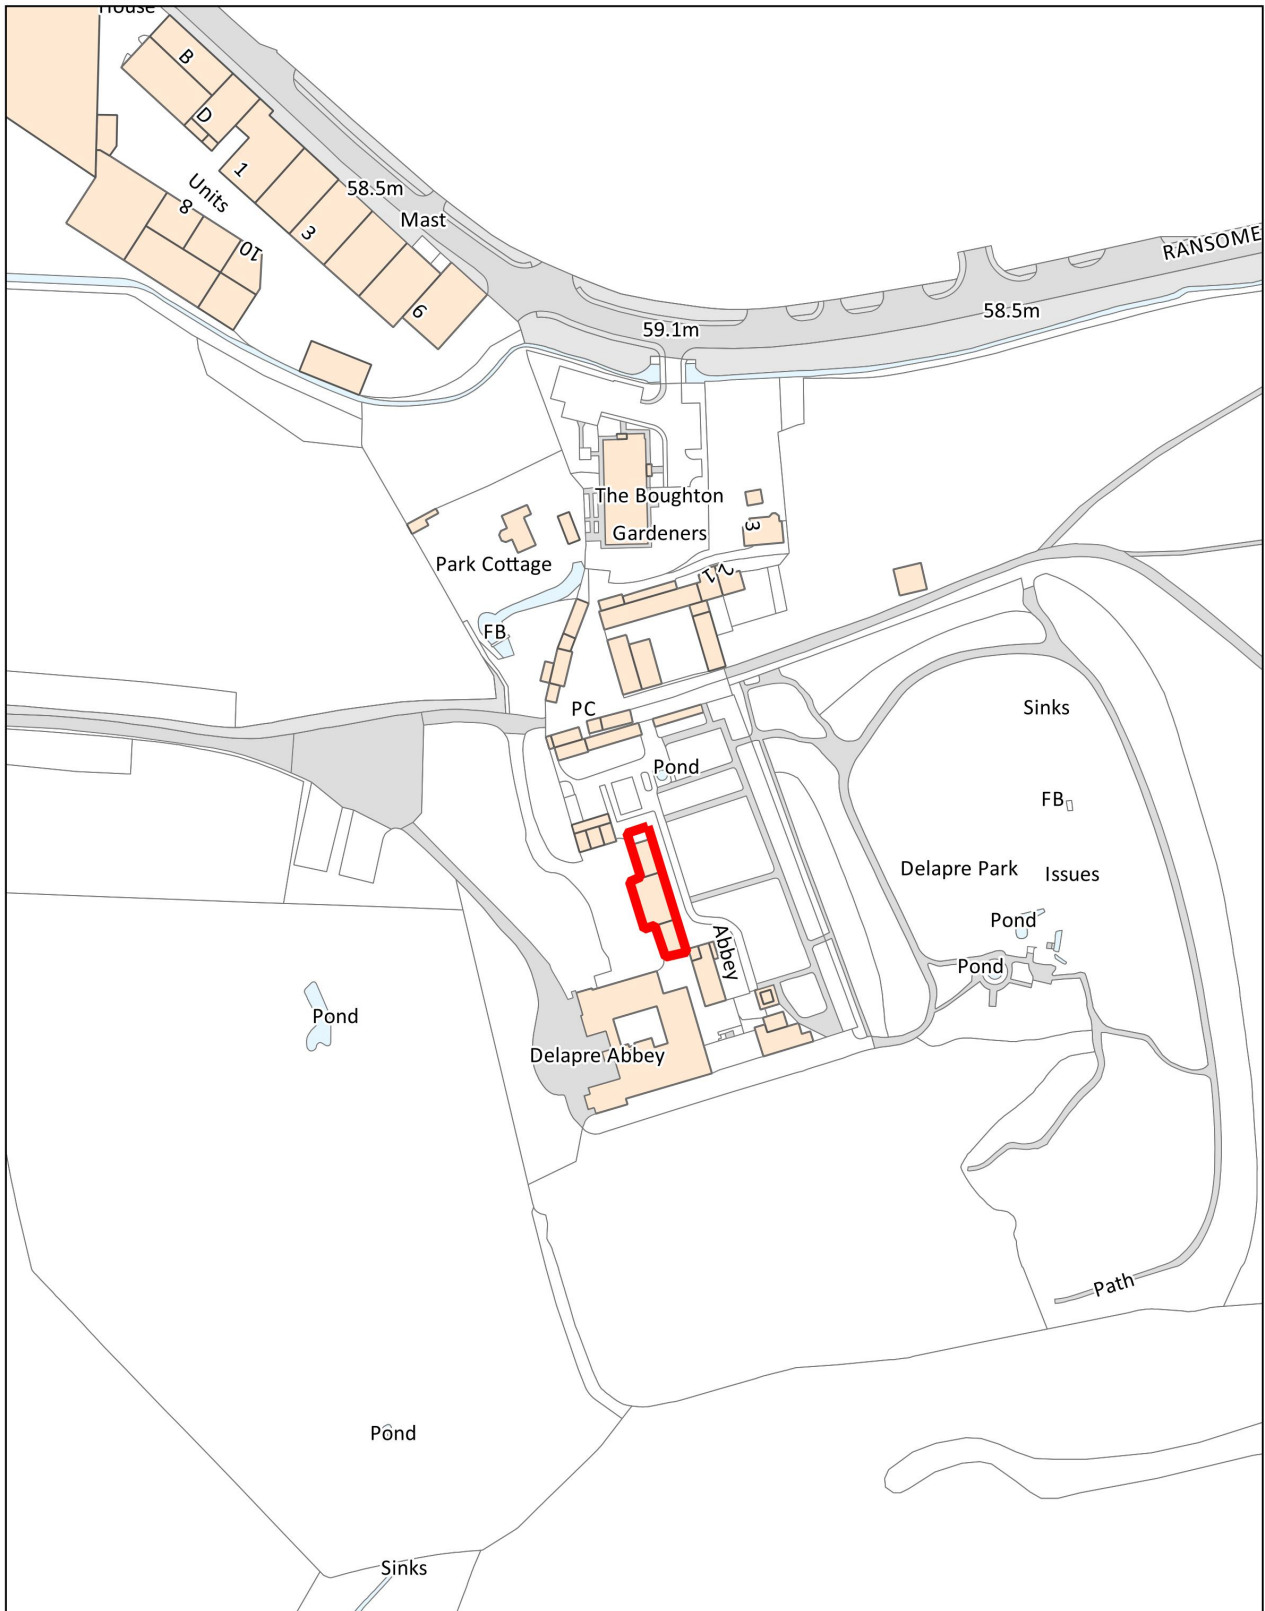 House
B
D
1
Units
58.5m
8
Mast
3
10
RANSOME
6
58.5m
59.1m
The Boughton
3
Gardeners
Park Cottage
1
2
FB
PC
Sinks
Pond
FB
Delapre Park
Issues
Pond
Abbey
Pond
Pond
Delapre Abbey
Path
Pond
Sinks